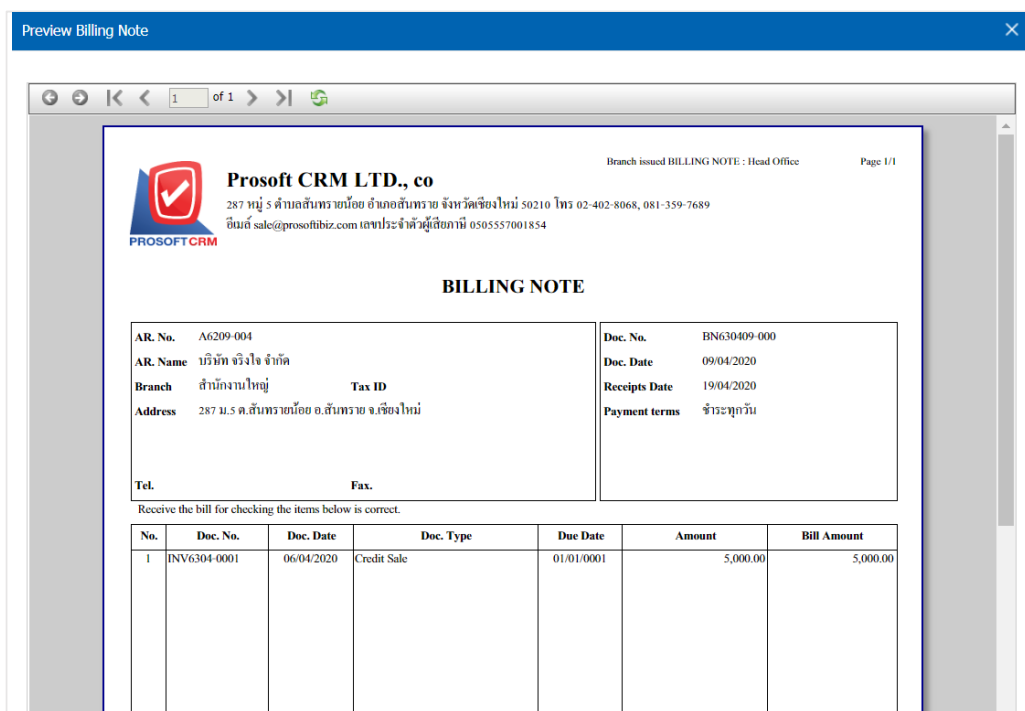 Preview Billing Note
1 of 1
Branch issued BILLING NOTE : Head Office Page 1/1
PROSOFT CRM
Prosoft CRM LTD., co
287 หมู่ 5 ตำบลสันทรายน้อย อำเภอสันทราย จังหวัดเชียงใหม่ 50210 โทร 02-402-8068, 081-359-7689
อีเมล์ sale@prosoftibiz.com เลขประจำตัวผู้เสียภาษี 0505557001854
BILLING NOTE
AR. No. A6209-004
AR. Name บริษัท จริงใจ จำกัด
Branch สำนักงานใหญ่ Tax ID
Address 287 ม.5 ต.สันทรายน้อย อ.สันทราย จ.เชียงใหม่
Tel. Fax.
Doc. No. BN630409-000
Doc. Date 09/04/2020
Receipts Date 19/04/2020
Payment terms ชำระทุกวัน
Receive the bill for checking the items below is correct.
No. Doc. No. Doc. Date Doc. Type Due Date Amount Bill Amount
1 INV6304-0001 06/04/2020 Credit Sale 01/01/0001 5,000.00 5,000.00